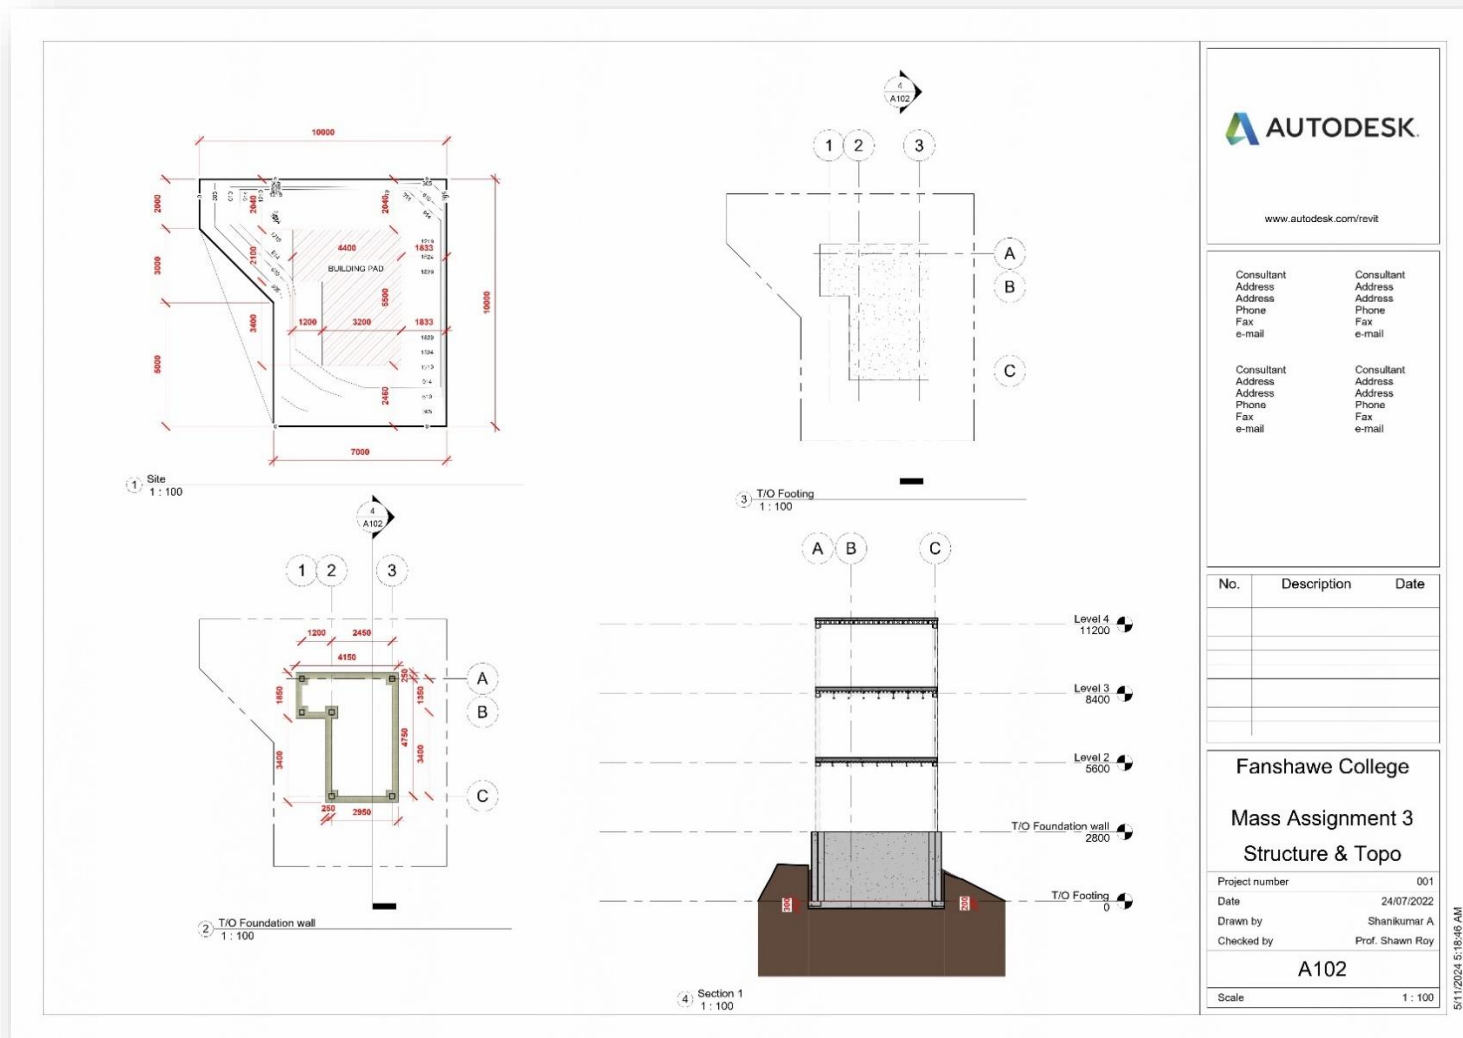 10000
2000
2040
2040
4400
1833
BUILDING PAD
3000
2100
5500
10000
1200
3200
1833
3400
5000
2460
7000
1 Site
1 : 100
4
A102
1 2 3
1200 2450
4150
250
1850
1350
4750
3400
3400
250
2950
A
B
C
2 T/O Foundation wall
1 : 100
4
A102
1 2 3
A
B
C
3 T/O Footing
1 : 100
A B C
Level 4
11200
Level 3
8400
Level 2
5600
T/O Foundation wall
2800
T/O Footing
0
300
200
4 Section 1
1 : 100
AUTODESK.
www.autodesk.com/revit
Consultant
Address
Address
Phone
Fax
e-mail
Consultant
Address
Address
Phone
Fax
e-mail
Consultant
Address
Address
Phone
Fax
e-mail
Consultant
Address
Address
Phone
Fax
e-mail
No. Description Date
Fanshawe College
Mass Assignment 3
Structure & Topo
Project number 001
Date 24/07/2022
Drawn by Shanikumar A
Checked by Prof. Shawn Roy
A102
Scale 1 : 100
5/11/2024 5:18:46 AM